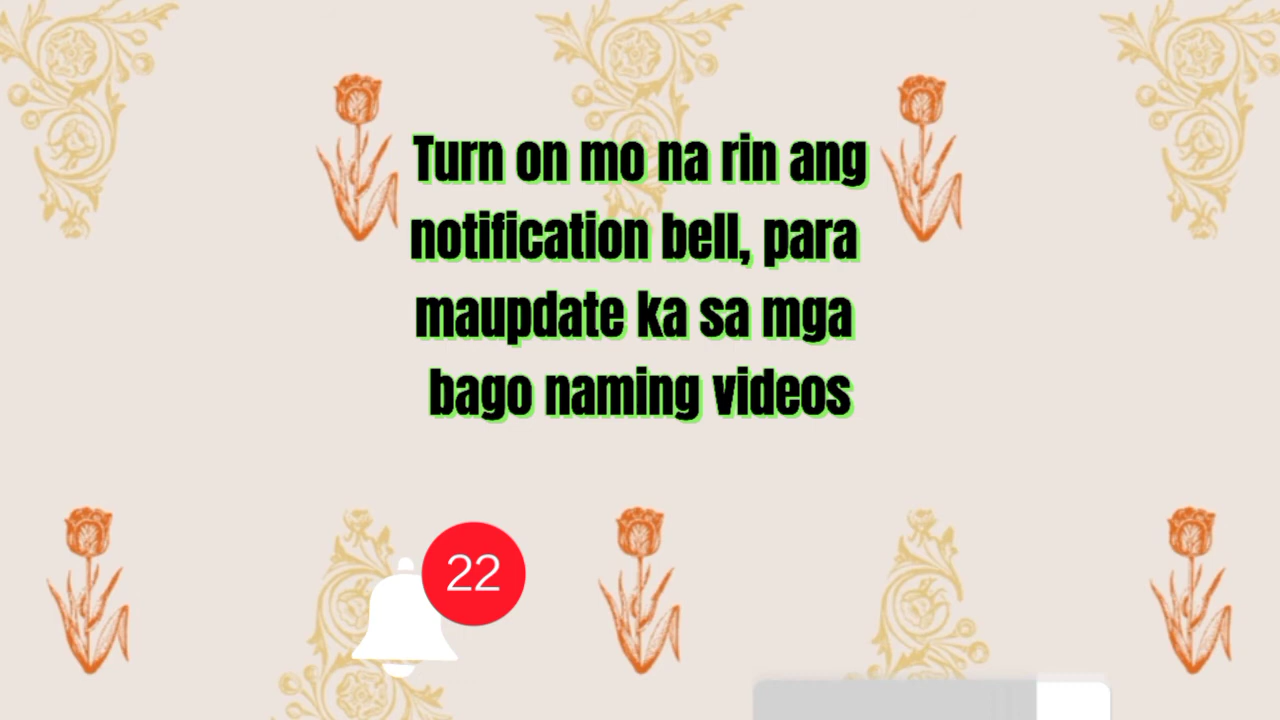 Turn on mo na rin ang
notification bell, para
maupdate ka sa mga
bago naming videos
22